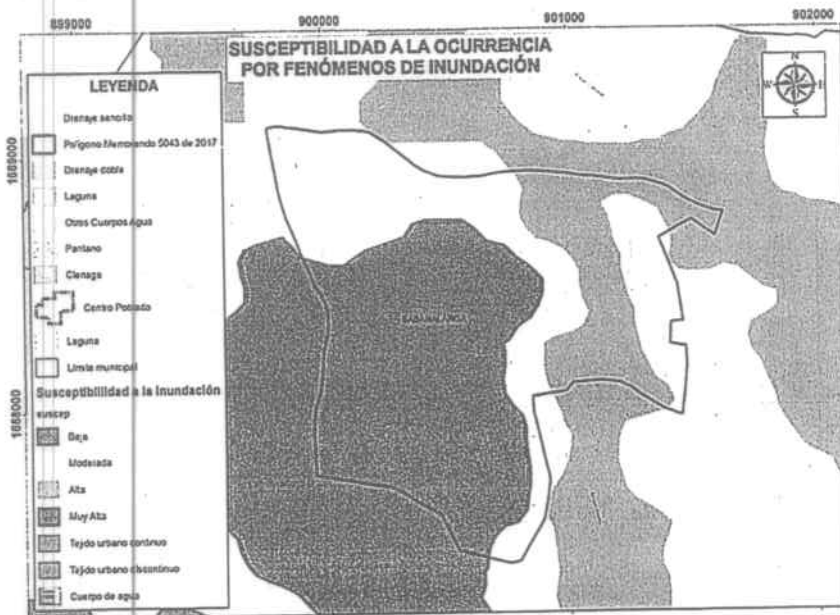 899000
900000
901000
902000
SUSCEPTIBILIDAD A LA OCURRENCIA
POR FENÓMENOS DE INUNDACIÓN
N
W
E
S
1689000
1688000
LEYENDA
Drenaje sencillo
Polígono Memorando 5043 de 2017
Drenaje doble
Laguna
Otros Cuerpos Agua
Pantano
Cienaga
Centro Poblado
Laguna
Limite municipal
Susceptibilidad a la Inundación
suscep
Baja
Moderada
Alta
Muy Alta
Tejido urbano continuo
Tejido urbano discontinuo
Cuerpo de agua